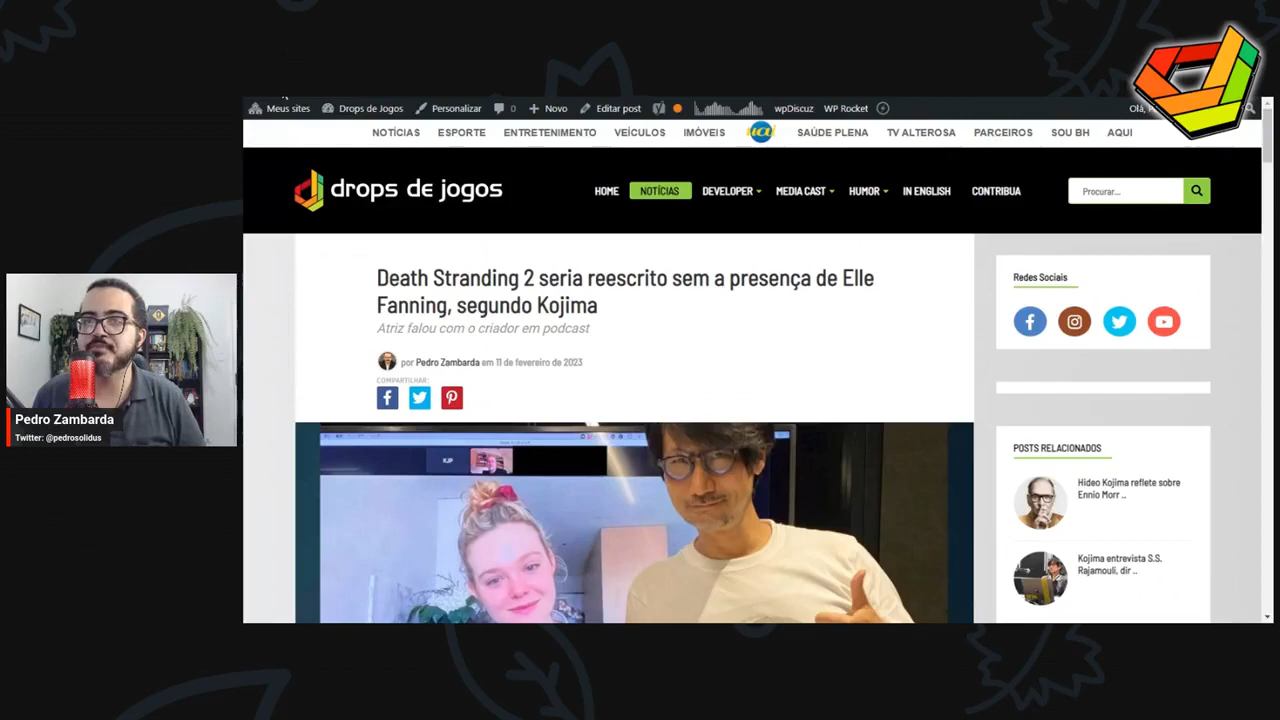 Meus sites
Drops de Jogos
Personalizar
0
Novo
Editar post
wpDiscuz
WP Rocket
NOTÍCIAS
ESPORTE
ENTRETENIMENTO
VEÍCULOS
IMÓVEIS
uai
SAÚDE PLENA
TV ALTEROSA
PARCEIROS
SOU BH
AQUI
drops de jogos
HOME
NOTÍCIAS
DEVELOPER
MEDIA CAST
HUMOR
IN ENGLISH
CONTRIBUA
Procurar...
Death Stranding 2 seria reescrito sem a presença de Elle
Fanning, segundo Kojima
Atriz falou com o criador em podcast
por Pedro Zambarda em 11 de fevereiro de 2023
COMPARTILHAR:
KJP
Redes Sociais
POSTS RELACIONADOS
Hideo Kojima reflete sobre
Ennio Morr ..
Kojima entrevista S.S.
Rajamouli, dir ..
Pedro Zambarda
Twitter: @pedrosolidus